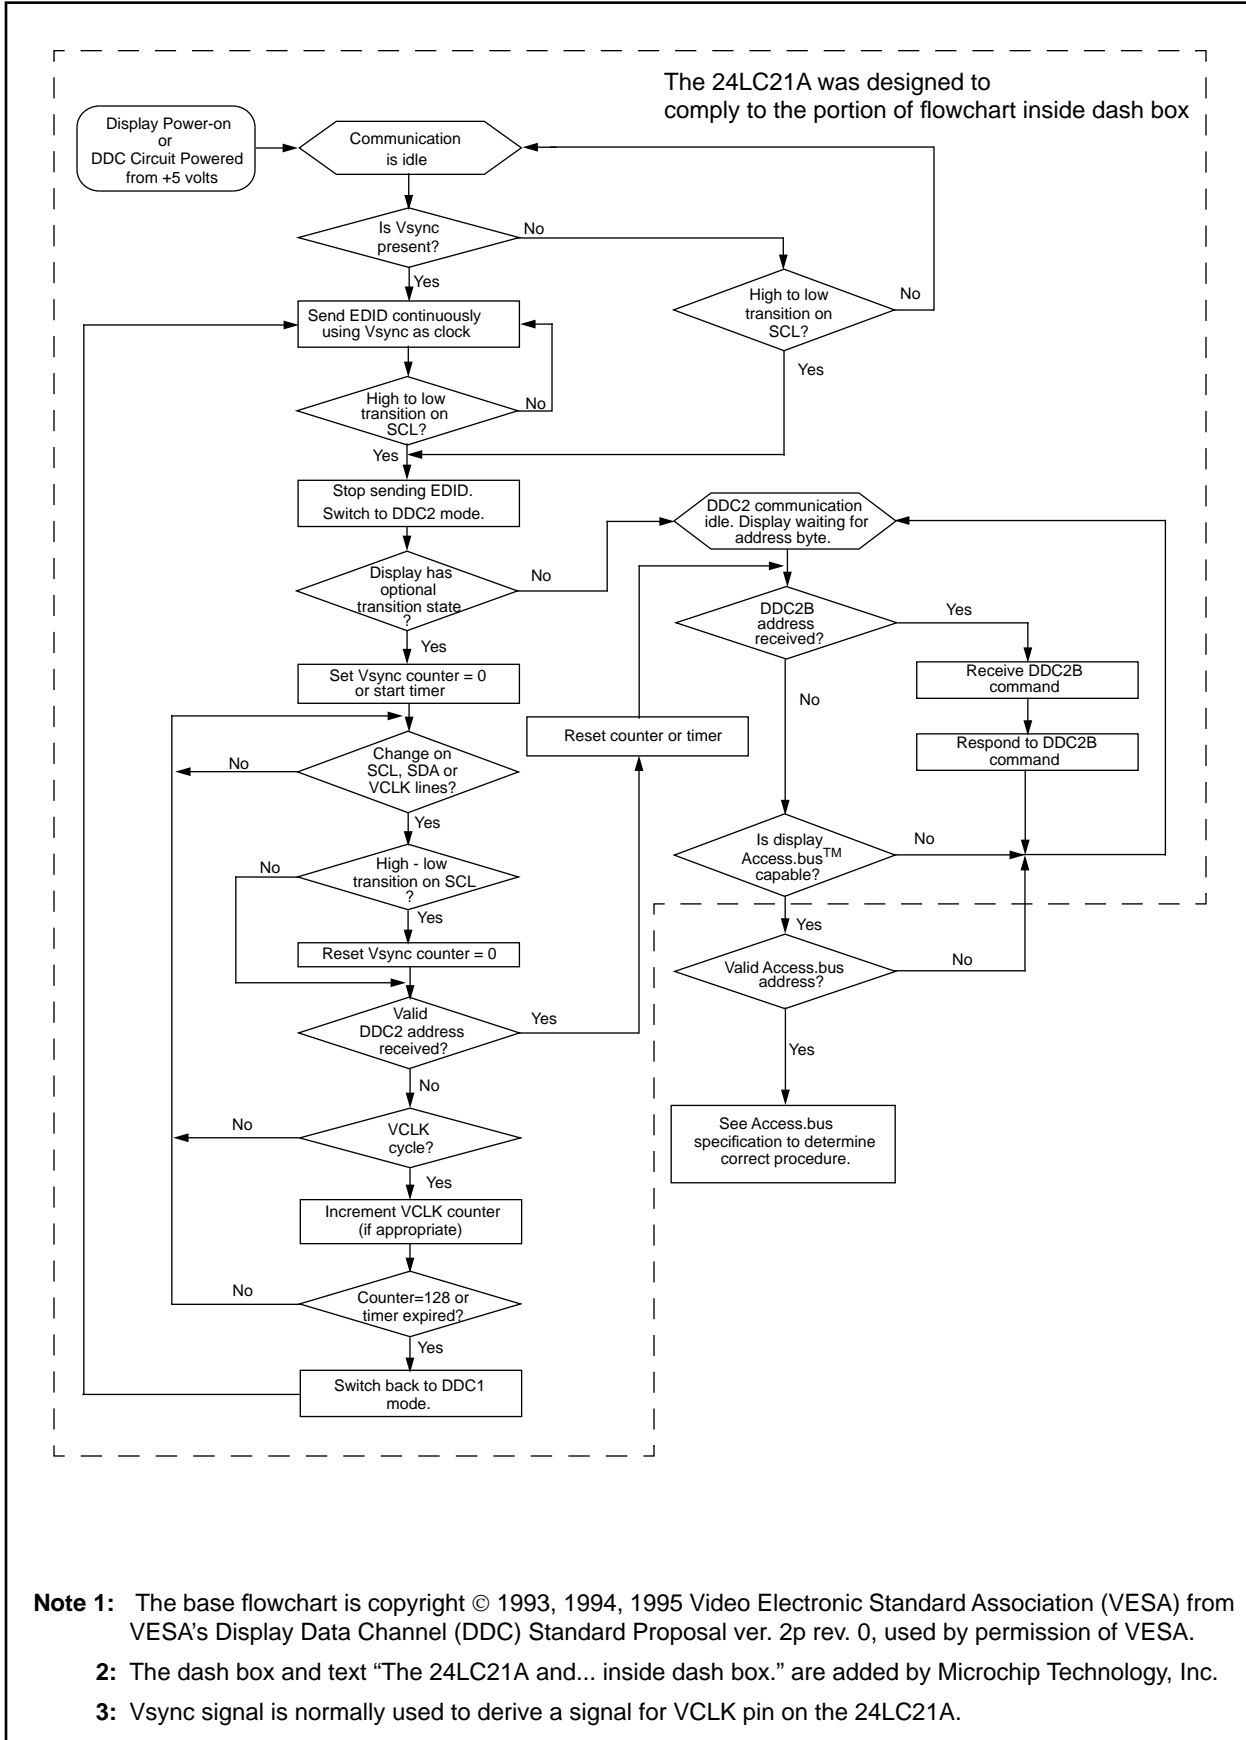 The 24LC21A was designed to
comply to the portion of flowchart inside dash box
Display Power-on
or
DDC Circuit Powered
from +5 volts
Communication
is idle
Is Vsync
present?
No
Yes
High to low
transition on
SCL?
No
Yes
Send EDID continuously
using Vsync as clock
High to low
transition on
SCL?
No
Yes
Stop sending EDID.
Switch to DDC2 mode.
Display has
optional
transition state
?
No
Yes
Set Vsync counter = 0
or start timer
Change on
SCL, SDA or
VCLK lines?
No
Yes
High - low
transition on SCL
?
No
Yes
Reset Vsync counter = 0
Valid
DDC2 address
received?
Yes
No
VCLK
cycle?
No
Yes
Increment VCLK counter
(if appropriate)
Counter=128 or
timer expired?
No
Yes
Switch back to DDC1
mode.
Reset counter or timer
DDC2 communication
idle. Display waiting for
address byte.
DDC2B
address
received?
Yes
No
Receive DDC2B
command
Respond to DDC2B
command
Is display
Access.bus™
capable?
No
Yes
Valid Access.bus
address?
No
Yes
See Access.bus
specification to determine
correct procedure.
Note 1: The base flowchart is copyright © 1993, 1994, 1995 Video Electronic Standard Association (VESA) from
VESA's Display Data Channel (DDC) Standard Proposal ver. 2p rev. 0, used by permission of VESA.
2: The dash box and text “The 24LC21A and... inside dash box.” are added by Microchip Technology, Inc.
3: Vsync signal is normally used to derive a signal for VCLK pin on the 24LC21A.